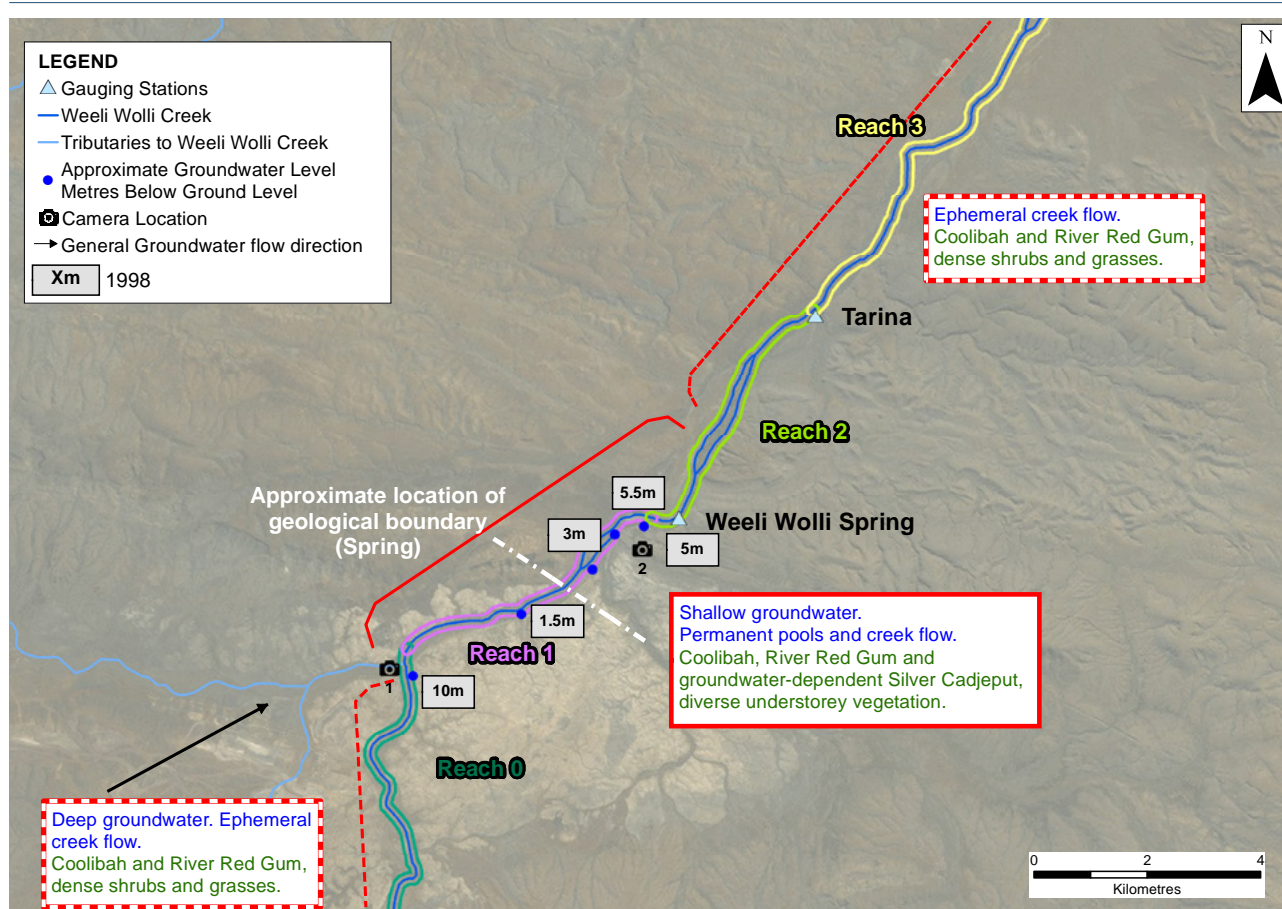 LEGEND
Gauging Stations
Weeli Wolli Creek
Tributaries to Weeli Wolli Creek
Approximate Groundwater Level
Metres Below Ground Level
Camera Location
General Groundwater flow direction
Xm 1998
N
Reach 3
Ephemeral creek flow.
Coolibah and River Red Gum,
dense shrubs and grasses.
Tarina
Reach 2
Approximate location of
geological boundary
(Spring)
5.5m
Weeli Wolli Spring
3m
5m
2
1.5m
Reach 1
1
10m
Shallow groundwater.
Permanent pools and creek flow.
Coolibah, River Red Gum and
groundwater-dependent Silver Cadjeput,
diverse understorey vegetation.
Reach 0
Deep groundwater. Ephemeral
creek flow.
Coolibah and River Red Gum,
dense shrubs and grasses.
0 2 4
Kilometres